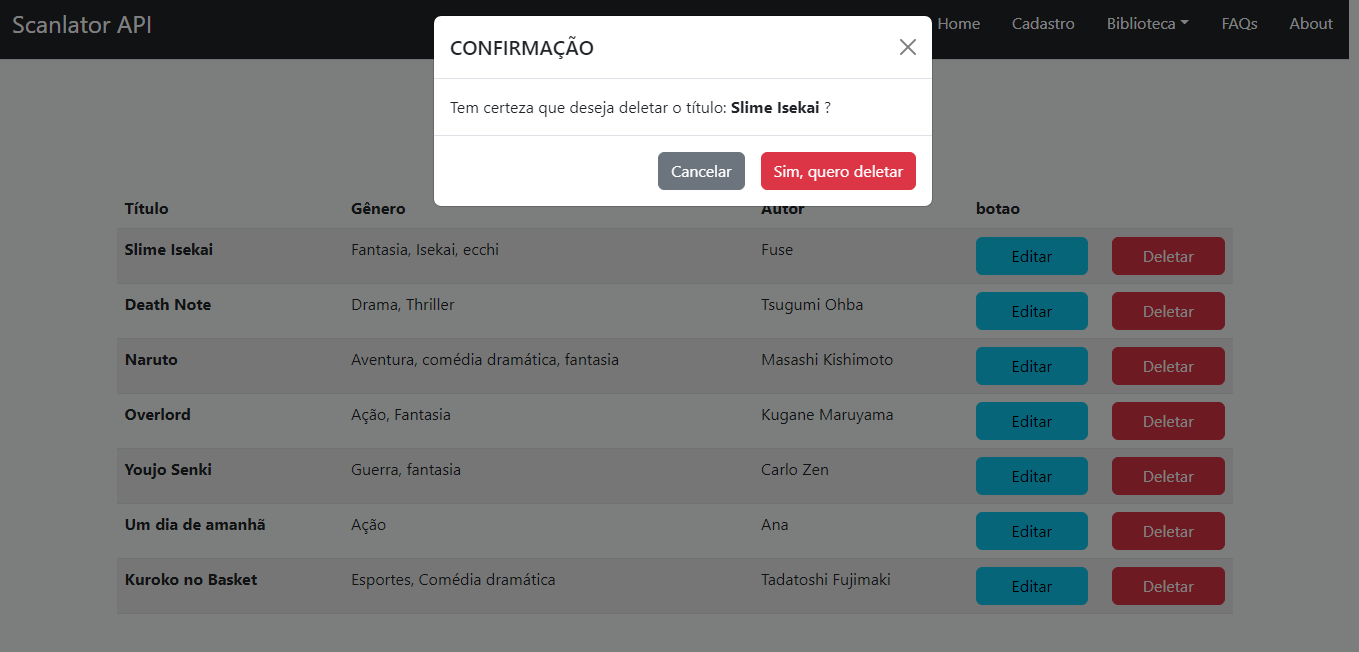 Scanlator API
Home Cadastro Biblioteca FAQs About
CONFIRMAÇÃO
Tem certeza que deseja deletar o título: Slime Isekai ?
Cancelar Sim, quero deletar
Título Gênero Autor botao
Slime Isekai Fantasia, Isekai, ecchi Fuse Editar Deletar
Death Note Drama, Thriller Tsugumi Ohba Editar Deletar
Naruto Aventura, comédia dramática, fantasia Masashi Kishimoto Editar Deletar
Overlord Ação, Fantasia Kugane Maruyama Editar Deletar
Youjo Senki Guerra, fantasia Carlo Zen Editar Deletar
Um dia de amanhã Ação Ana Editar Deletar
Kuroko no Basket Esportes, Comédia dramática Tadatoshi Fujimaki Editar Deletar